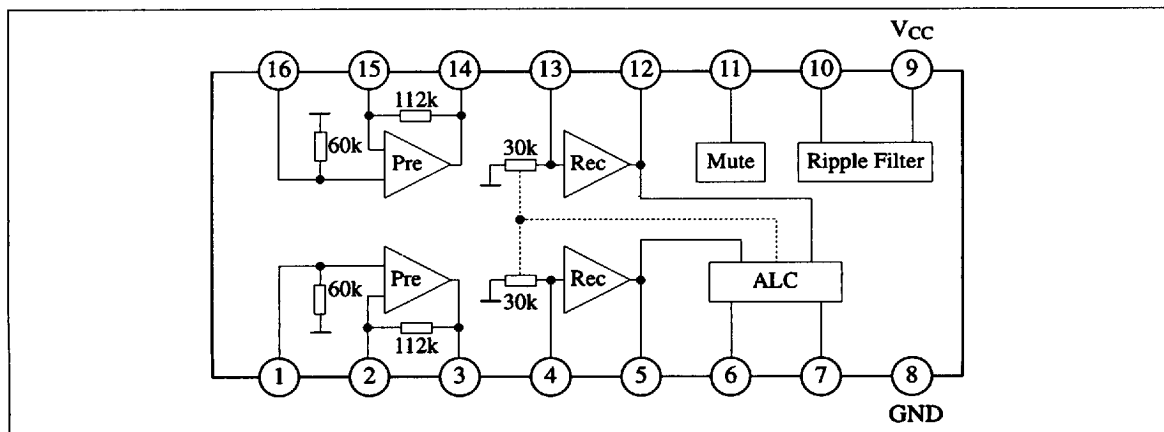 V_CC
16 15 14 13 12 11 10 9
112k
60k
Pre
30k
Rec
Mute
Ripple Filter
60k
Pre
112k
30k
Rec
ALC
1 2 3 4 5 6 7 8
GND